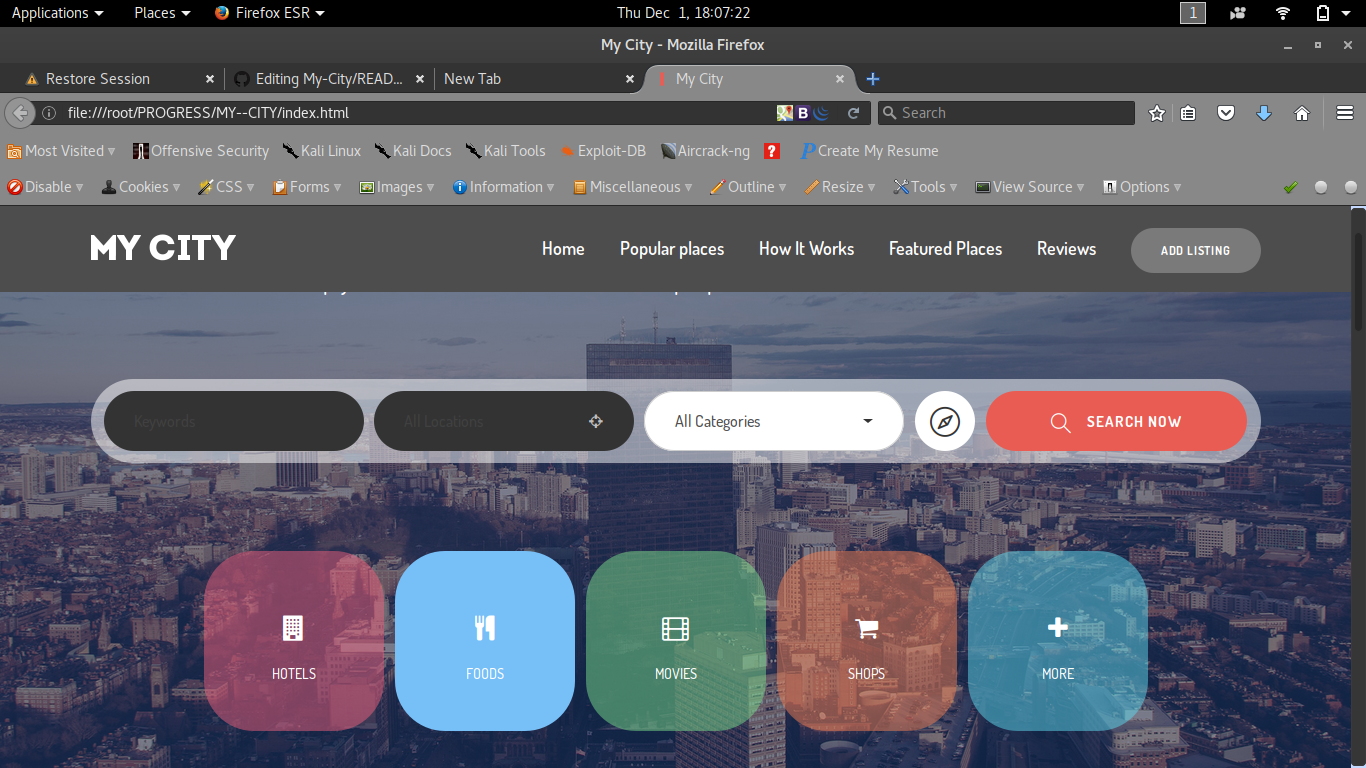 Applications Places Firefox ESR Thu Dec 1, 18:07:22 1
My City - Mozilla Firefox
Restore Session Editing My-City/READ... New Tab My City
file:///root/PROGRESS/MY--CITY/index.html B Search
Most Visited Offensive Security Kali Linux Kali Docs Kali Tools Exploit-DB Aircrack-ng ? P Create My Resume
Disable Cookies CSS Forms Images Information Miscellaneous Outline Resize Tools View Source Options
MY CITY Home Popular places How It Works Featured Places Reviews ADD LISTING
Keywords All Locations All Categories SEARCH NOW
HOTELS FOODS MOVIES SHOPS MORE